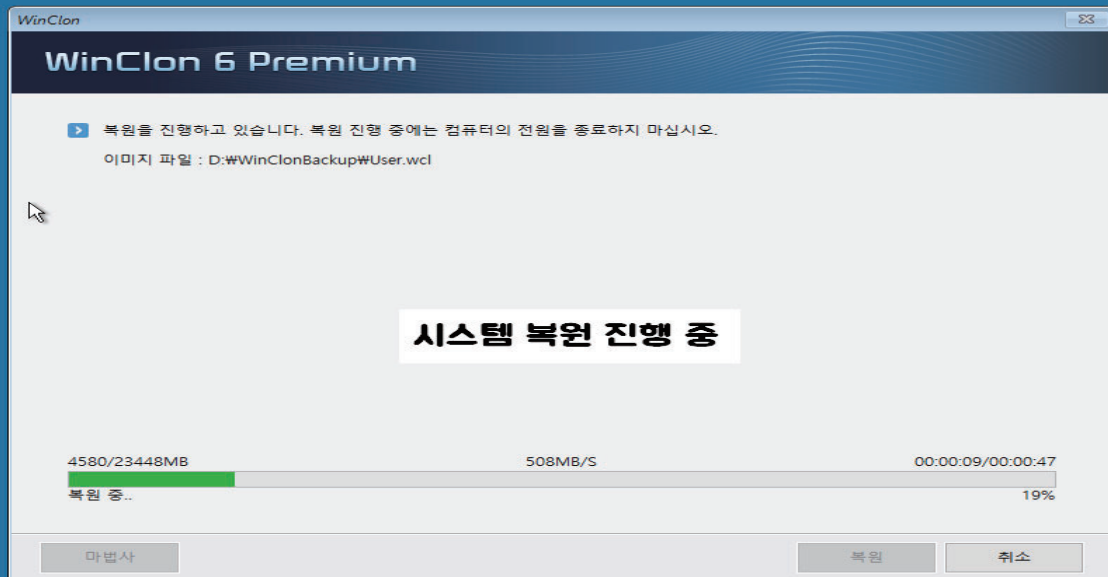 WinClon
WinClon 6 Premium
복원을 진행하고 있습니다. 복원 진행 중에는 컴퓨터의 전원을 종료하지 마십시오.
이미지 파일 : D:₩WinClonBackup₩User.wcl
시스템 복원 진행 중
4580/23448MB 508MB/S 00:00:09/00:00:47
복원 중.. 19%
마법사 복원 취소